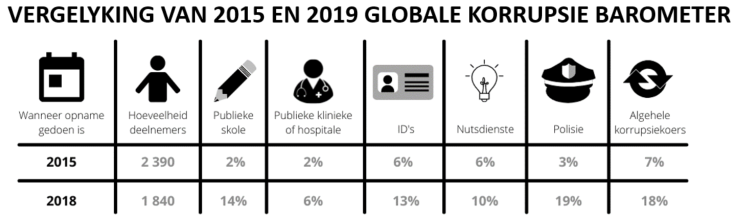 VERGELYKING VAN 2015 EN 2019 GLOBALE KORRUPSIE BAROMETER
Wanneer opname
gedoen is
Hoeveelheid
deelnemers
Publieke
skole
Publieke klinieke
of hospitale
ID's
Nutsdienste
Polisie
Algehele
korrupsiekoers
2015 2 390 2% 2% 6% 6% 3% 7%
2018 1 840 14% 6% 13% 10% 19% 18%